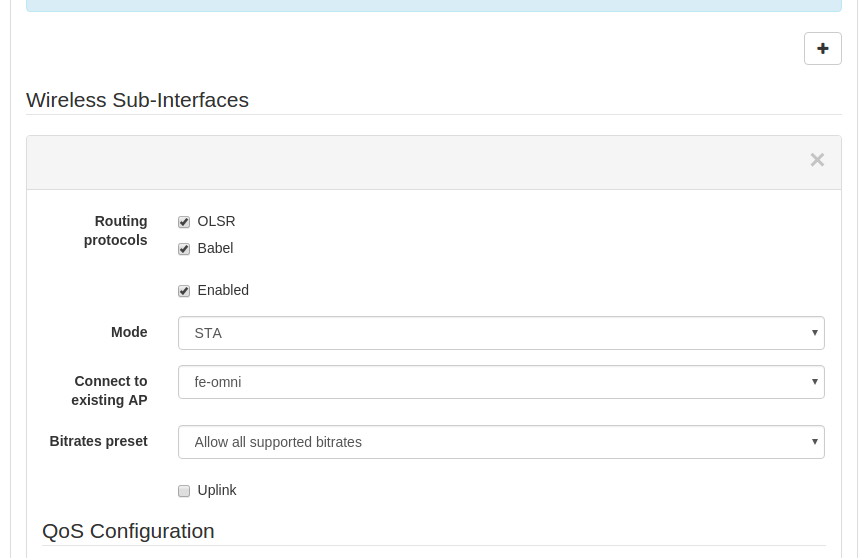 Wireless Sub-Interfaces
Routing protocols
OLSR
Babel
Enabled
Mode
STA
Connect to existing AP
fe-omni
Bitrates preset
Allow all supported bitrates
Uplink
QoS Configuration